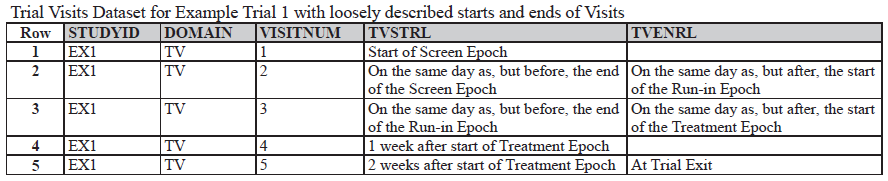 Trial Visits Dataset for Example Trial 1 with loosely described starts and ends of Visits
Row STUDYID DOMAIN VISITNUM TVSTRL TVENRL
1 EX1 TV 1 Start of Screen Epoch
2 EX1 TV 2 On the same day as, but before, the end On the same day as, but after, the start
of the Screen Epoch of the Run-in Epoch
3 EX1 TV 3 On the same day as, but before, the end On the same day as, but after, the start
of the Run-in Epoch of the Treatment Epoch
4 EX1 TV 4 1 week after start of Treatment Epoch
5 EX1 TV 5 2 weeks after start of Treatment Epoch At Trial Exit